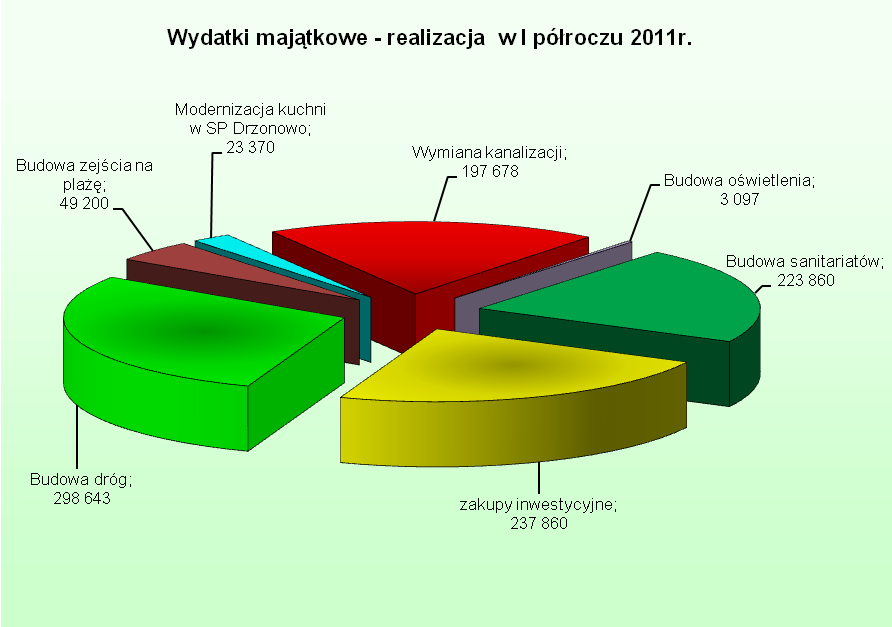 Wydatki majątkowe - realizacja w I półroczu 2011r.
Modernizacja kuchni
w SP Drzonowo;
23 370
Wymiana kanalizacji;
197 678
Budowa zejścia na
plażę;
49 200
Budowa oświetlenia;
3 097
Budowa sanitariatów;
223 860
Budowa dróg;
298 643
zakupy inwestycyjne;
237 860